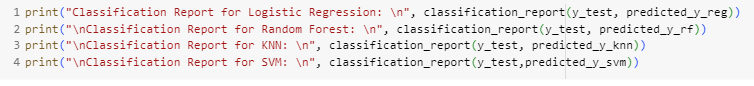 1 print("Classification Report for Logistic Regression: \n", classification_report(y_test, predicted_y_reg))
2 print("\nClassification Report for Random Forest: \n", classification_report(y_test, predicted_y_rf))
3 print("\nClassification Report for KNN: \n", classification_report(y_test, predicted_y_knn))
4 print("\nClassification Report for SVM: \n", classification_report(y_test,predicted_y_svm))